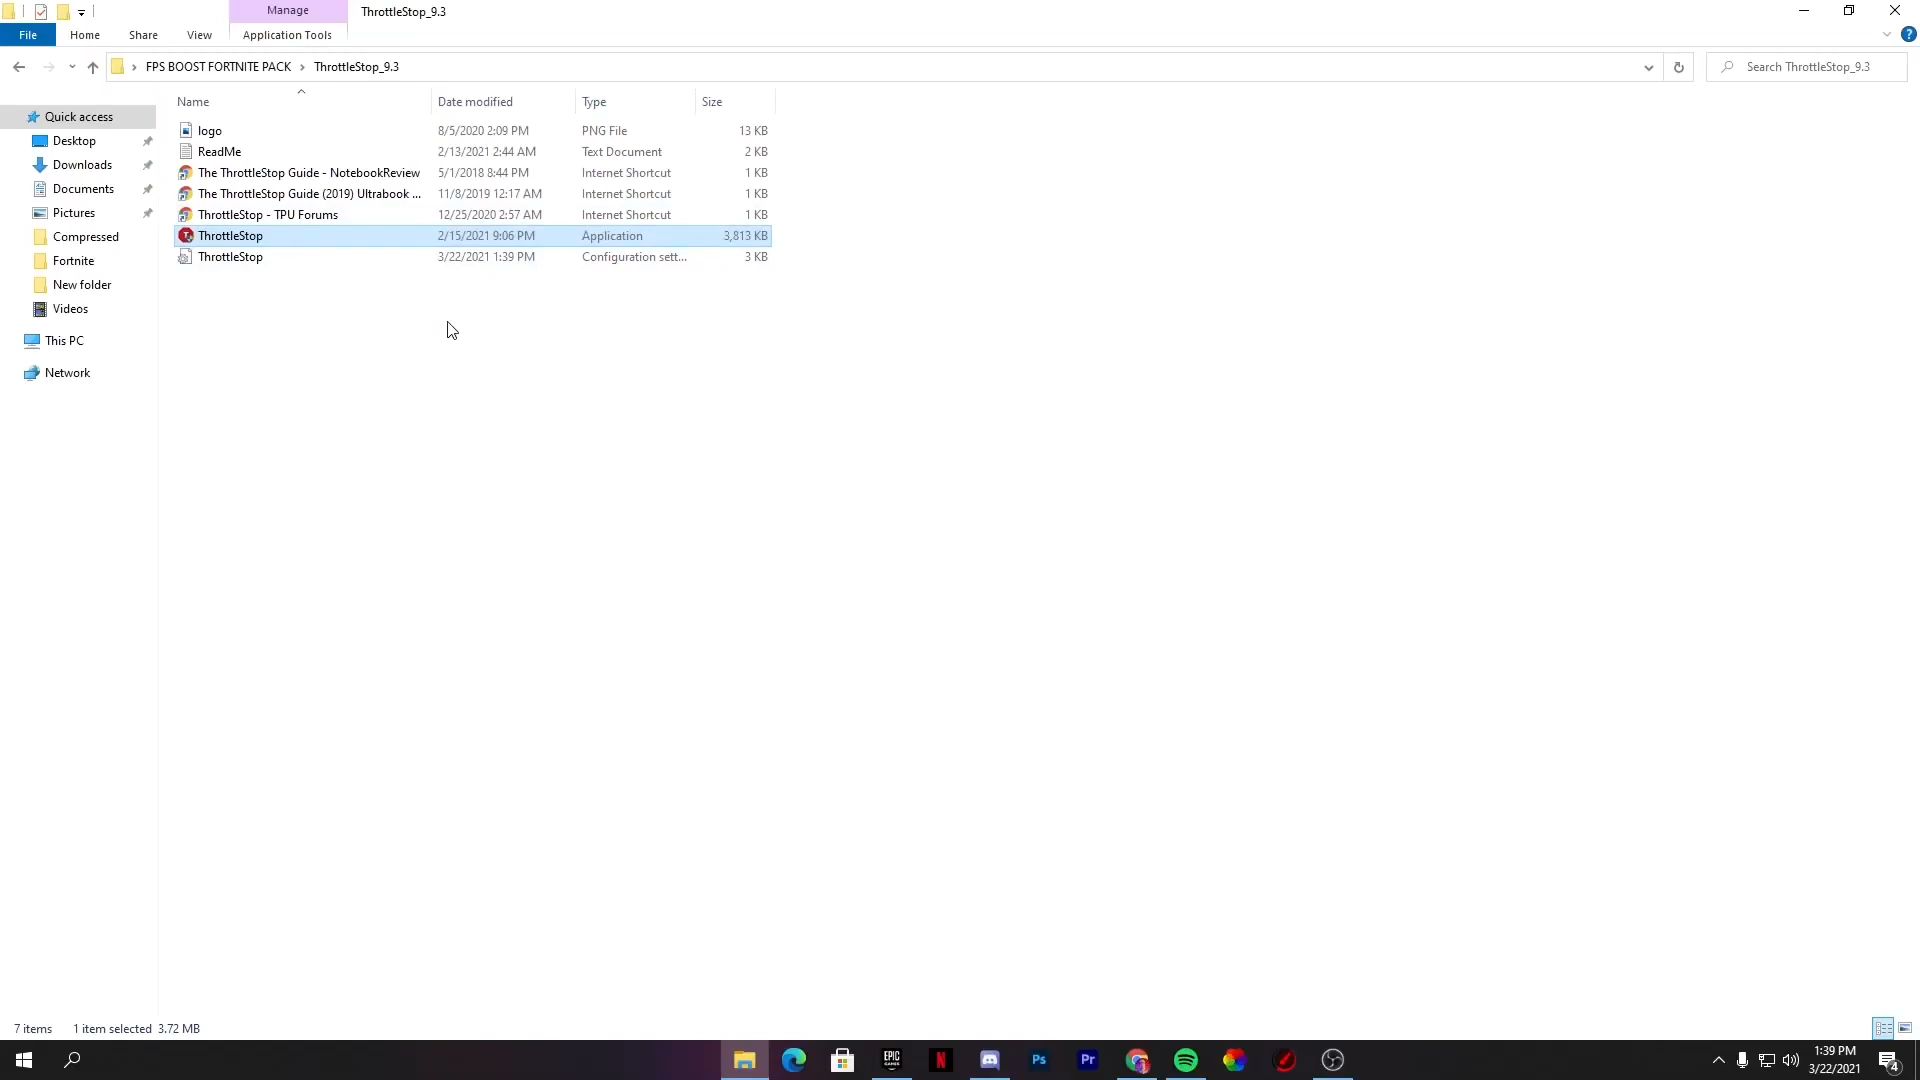 Manage
ThrottleStop_9.3
File
Home
Share
View
Application Tools
FPS BOOST FORTNITE PACK
ThrottleStop_9.3
Search ThrottleStop_9.3
Name
Date modified
Type
Size
Quick access
Desktop
Downloads
Documents
Pictures
Compressed
Fortnite
New folder
Videos
This PC
Network
logo 8/5/2020 2:09 PM PNG File 13 KB
ReadMe 2/13/2021 2:44 AM Text Document 2 KB
The ThrottleStop Guide - NotebookReview 5/1/2018 8:44 PM Internet Shortcut 1 KB
The ThrottleStop Guide (2019) Ultrabook ... 11/8/2019 12:17 AM Internet Shortcut 1 KB
ThrottleStop - TPU Forums 12/25/2020 2:57 AM Internet Shortcut 1 KB
ThrottleStop 2/15/2021 9:06 PM Application 3,813 KB
ThrottleStop 3/22/2021 1:39 PM Configuration sett... 3 KB
7 items 1 item selected 3.72 MB
EPIC
GAMES
N
Ps
Pr
1:39 PM
3/22/2021
4